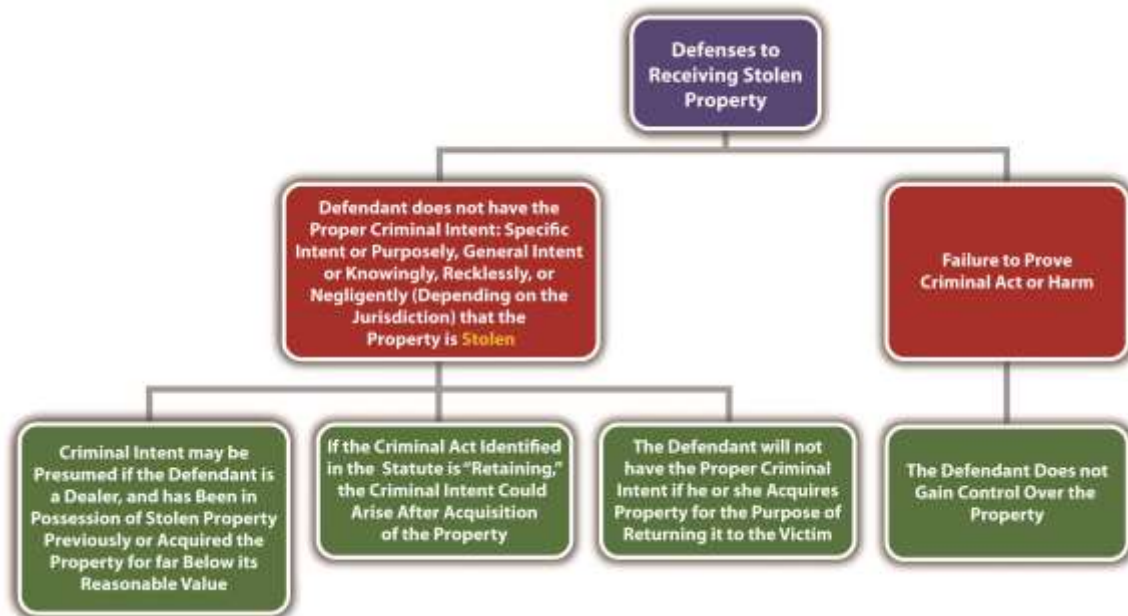 Defenses to
Receiving Stolen
Property
Defendant does not have the
Proper Criminal Intent: Specific
Intent or Purposely, General Intent
or Knowingly, Recklessly, or
Negligently (Depending on the
Jurisdiction) that the
Property is Stolen
Failure to Prove
Criminal Act or Harm
Criminal Intent may be
Presumed if the Defendant is
a Dealer, and has Been in
Possession of Stolen Property
Previously or Acquired the
Property for far Below its
Reasonable Value
If the Criminal Act Identified
in the Statute is “Retaining,”
the Criminal Intent Could
Arise After Acquisition
of the Property
The Defendant will not
have the Proper Criminal
Intent if he or she Acquires
Property for the Purpose of
Returning it to the Victim
The Defendant Does not
Gain Control Over the
Property